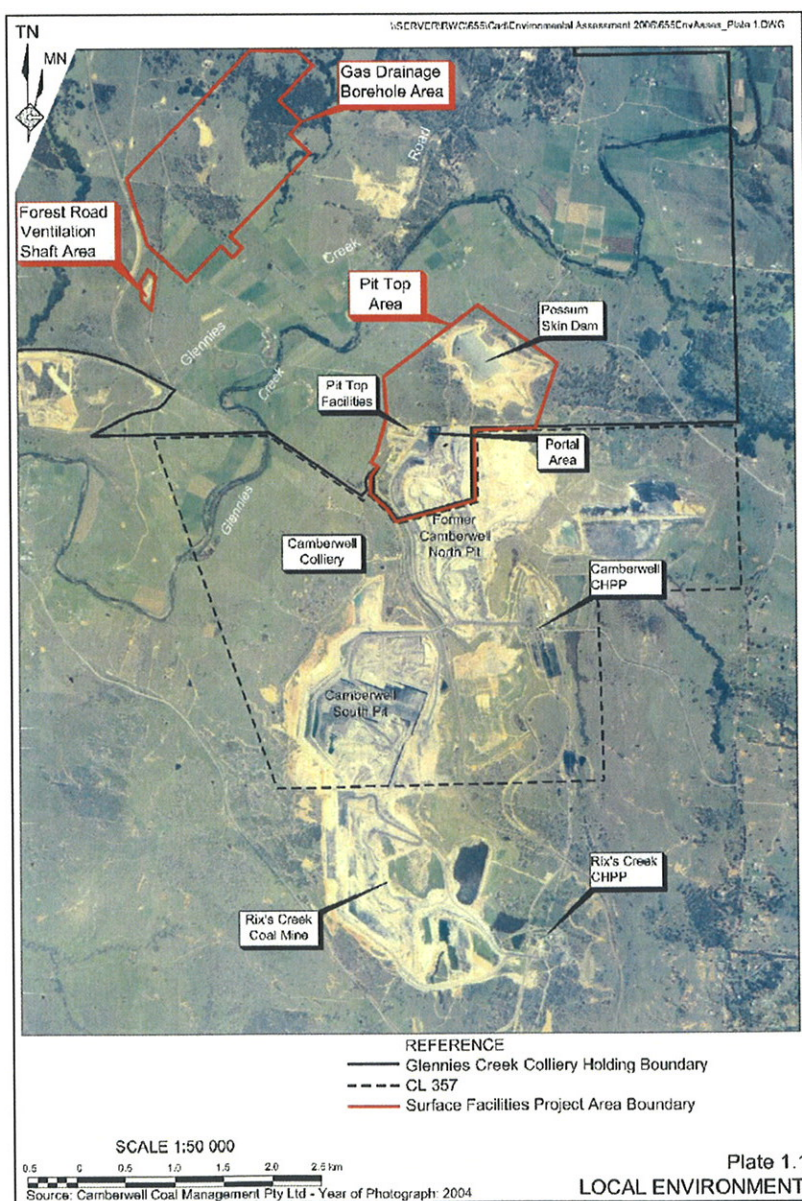 \\SERVER\RWC\655\Cad\Environmental Assessment 2006\655EnvAsses_Plate 1.DWG
TN
MN
Gas Drainage
Borehole Area
Road
Forest Road
Ventilation
Shaft Area
Creek
Pit Top
Area
Possum
Skin Dam
Glennies
Creek
Pit Top
Facilities
Portal
Area
Glennies
Former
Camberwell
North Pit
Camberwell
Colliery
Camberwell
CHPP
Camberwell
South Pit
Rix's Creek
CHPP
Rix's Creek
Coal Mine
REFERENCE
Glennies Creek Colliery Holding Boundary
CL 357
Surface Facilities Project Area Boundary
SCALE 1:50 000
0.5 0 0.5 1.0 1.5 2.0 2.5 km
Source: Camberwell Coal Management Pty Ltd - Year of Photograph: 2004
Plate 1.1
LOCAL ENVIRONMENT